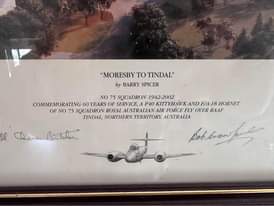 "MORESBY TO TINDAL"
by BARRY SPICER
NO 75 SQUADRON 1942-2002
COMMEMORATING 60 YEARS OF SERVICE, A P40 KITTYHAWK AND F/A-18 HORNET
OF NO 75 SQUADRON ROYAL AUSTRALIAN AIR FORCE FLY OVER RAAF
TINDAL, NORTHERN TERRITORY, AUSTRALIA